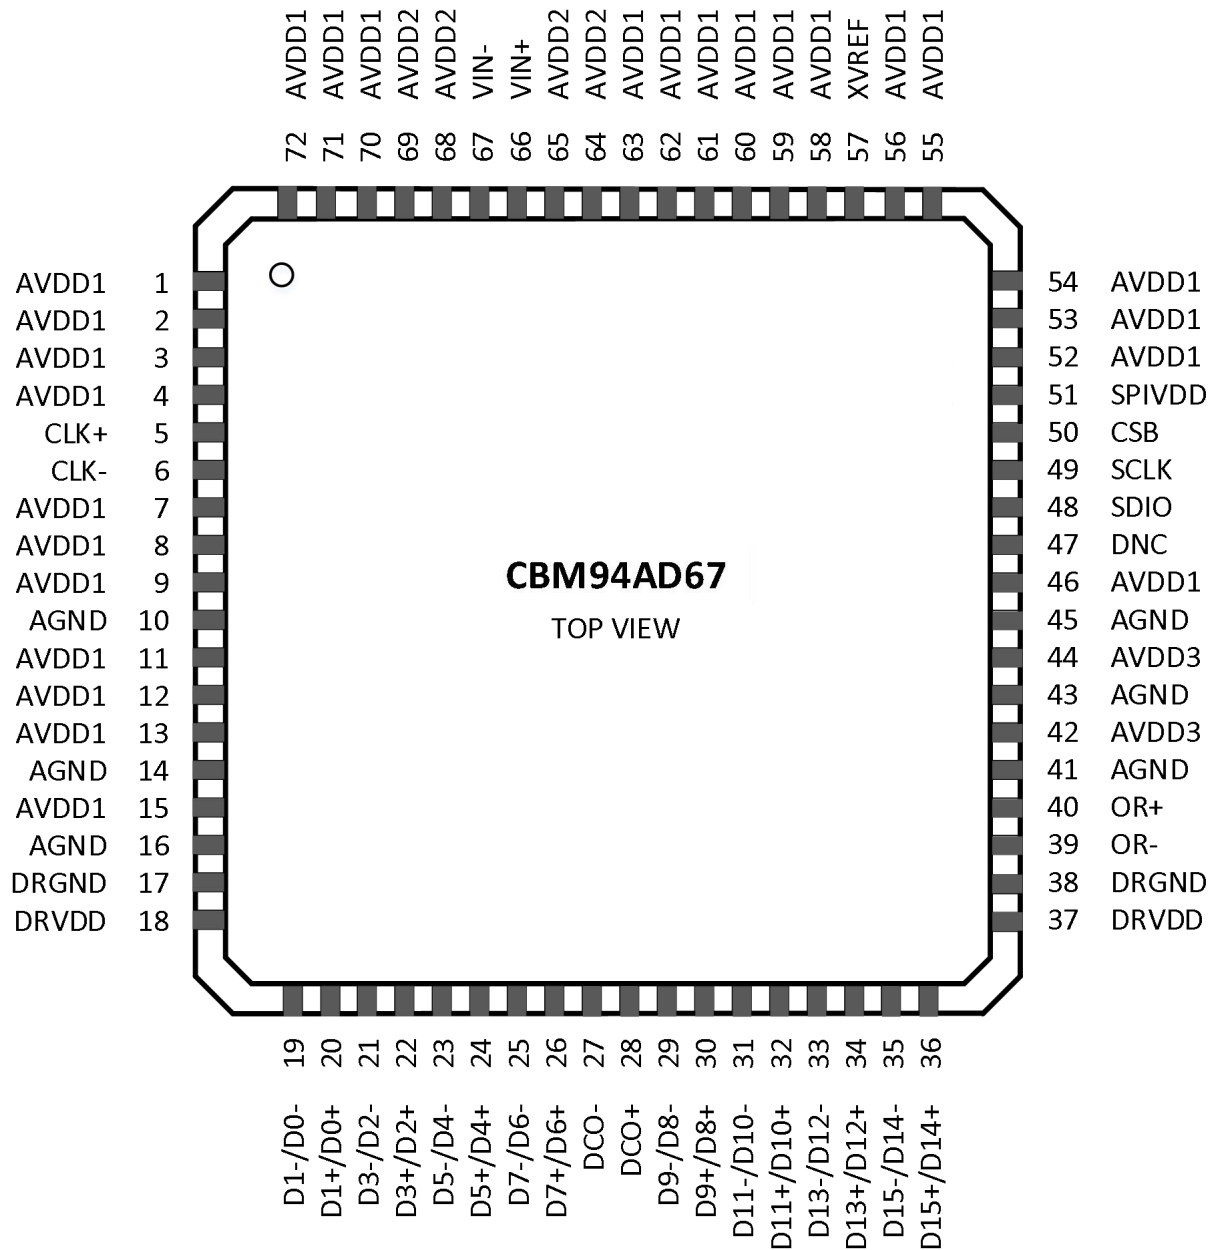 AVDD1 AVDD1 AVDD1 AVDD2 AVDD2 VIN- VIN+ AVDD2 AVDD2 AVDD1 AVDD1 AVDD1 AVDD1 AVDD1 AVDD1 XVREF AVDD1 AVDD1
72 71 70 69 68 67 66 65 64 63 62 61 60 59 58 57 56 55
AVDD1 1 54 AVDD1
AVDD1 2 53 AVDD1
AVDD1 3 52 AVDD1
AVDD1 4 51 SPIVDD
CLK+ 5 50 CSB
CLK- 6 49 SCLK
AVDD1 7 48 SDIO
AVDD1 8 47 DNC
AVDD1 9 46 AVDD1
CBM94AD67
AGND 10 45 AGND
TOP VIEW
AVDD1 11 44 AVDD3
AVDD1 12 43 AGND
AVDD1 13 42 AVDD3
AGND 14 41 AGND
AVDD1 15 40 OR+
AGND 16 39 OR-
DRGND 17 38 DRGND
DRVDD 18 37 DRVDD
19 20 21 22 23 24 25 26 27 28 29 30 31 32 33 34 35 36
D1-/D0- D1+/D0+ D3-/D2- D3+/D2+ D5-/D4- D5+/D4+ D7-/D6- D7+/D6+ DCO- DCO+ D9-/D8- D9+/D8+ D11-/D10- D11+/D10+ D13-/D12- D13+/D12+ D15-/D14- D15+/D14+